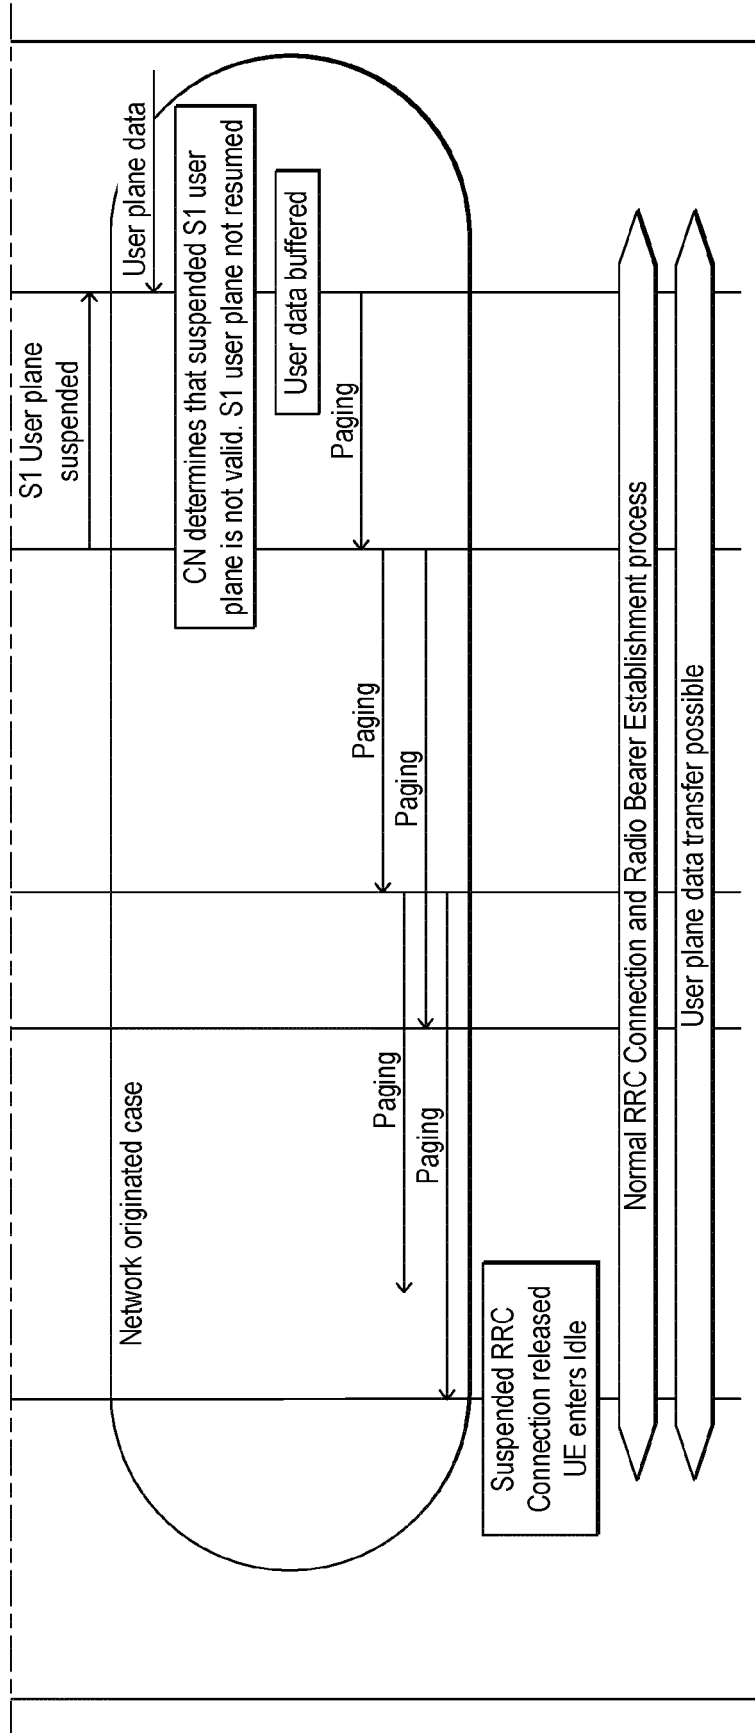 S1 User plane
suspended
User plane data
Network originated case
CN determines that suspended S1 user
plane is not valid. S1 user plane not resumed
User data buffered
Paging
Paging
Paging
Paging
Paging
Suspended RRC
Connection released
UE enters Idle
Normal RRC Connection and Radio Bearer Establishment process
User plane data transfer possible